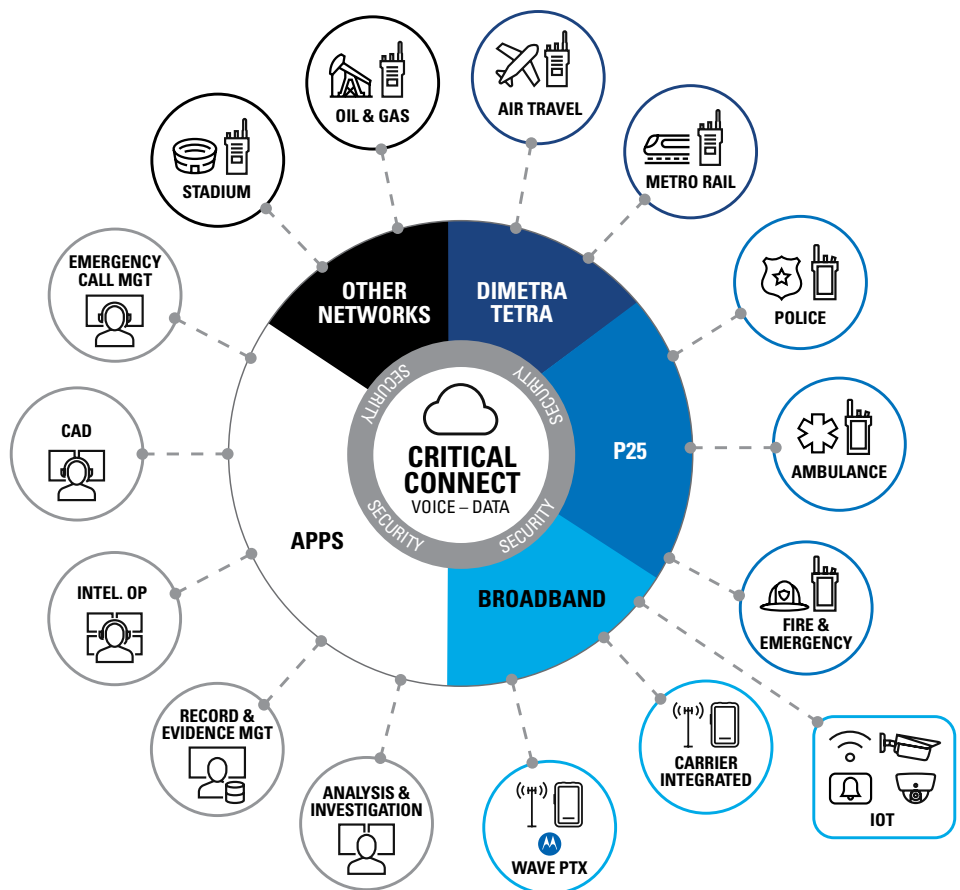 OIL & GAS
AIR TRAVEL
STADIUM
METRO RAIL
EMERGENCY
CALL MGT
OTHER
NETWORKS
DIMETRA
TETRA
POLICE
SECURITY
SECURITY
CAD
CRITICAL
CONNECT
VOICE – DATA
P25
AMBULANCE
SECURITY
SECURITY
APPS
INTEL. OP
BROADBAND
FIRE &
EMERGENCY
RECORD &
EVIDENCE MGT
CARRIER
INTEGRATED
ANALYSIS &
INVESTIGATION
WAVE PTX
IOT